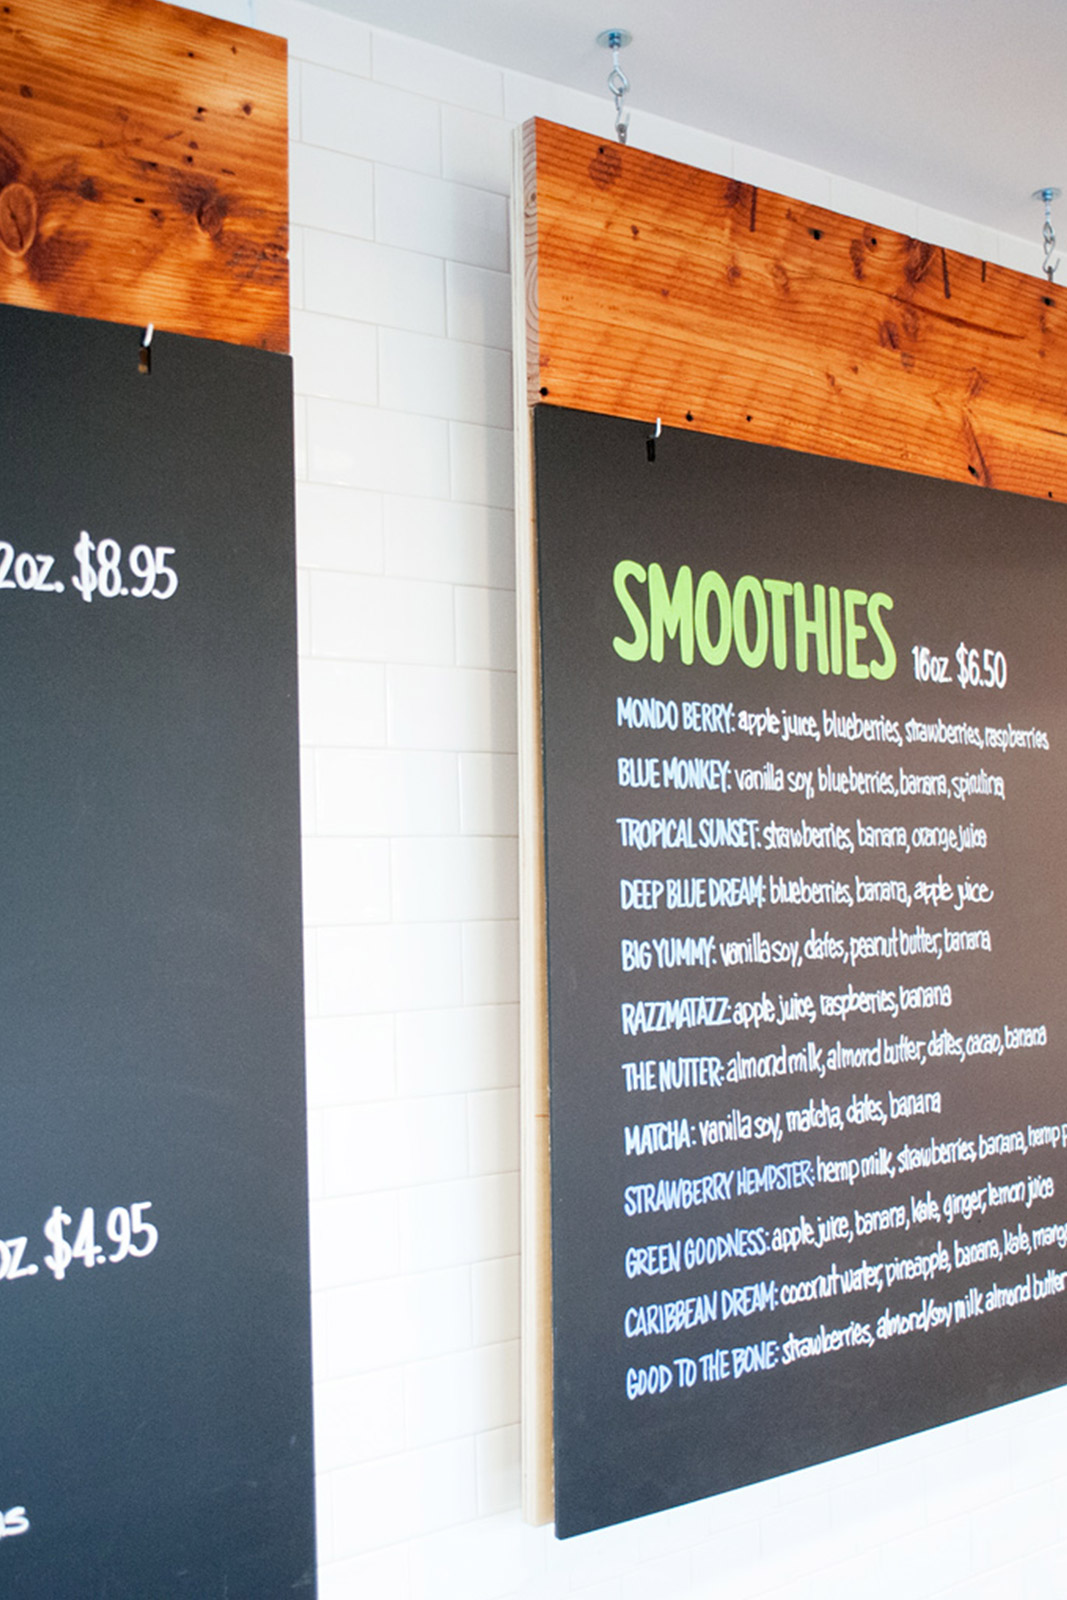 2oz. $8.95
oz. $4.95
as
SMOOTHIES 16oz. $6.50
MONDO BERRY: apple juice, blueberries, strawberries, raspberries
BLUE MONKEY: vanilla soy, blueberries, banana, spirulina
TROPICAL SUNSET: strawberries, banana, orange juice
DEEP BLUE DREAM: blueberries, banana, apple juice
BIG YUMMY: vanilla soy, dates, peanut butter, banana
RAZZMATAZZ: apple juice, raspberries, banana
THE NUTTER: almond milk, almond butter, dates, cacao, banana
MATCHA: vanilla soy, matcha, dates, banana
STRAWBERRY HEMPSTER: hemp milk, strawberries, banana, hemp p
GREEN GOODNESS: apple juice, banana, kale, ginger, lemon juice
CARIBBEAN DREAM: coconut water, pineapple, banana, kale, mango
GOOD TO THE BONE: strawberries, almond/soy milk, almond butter